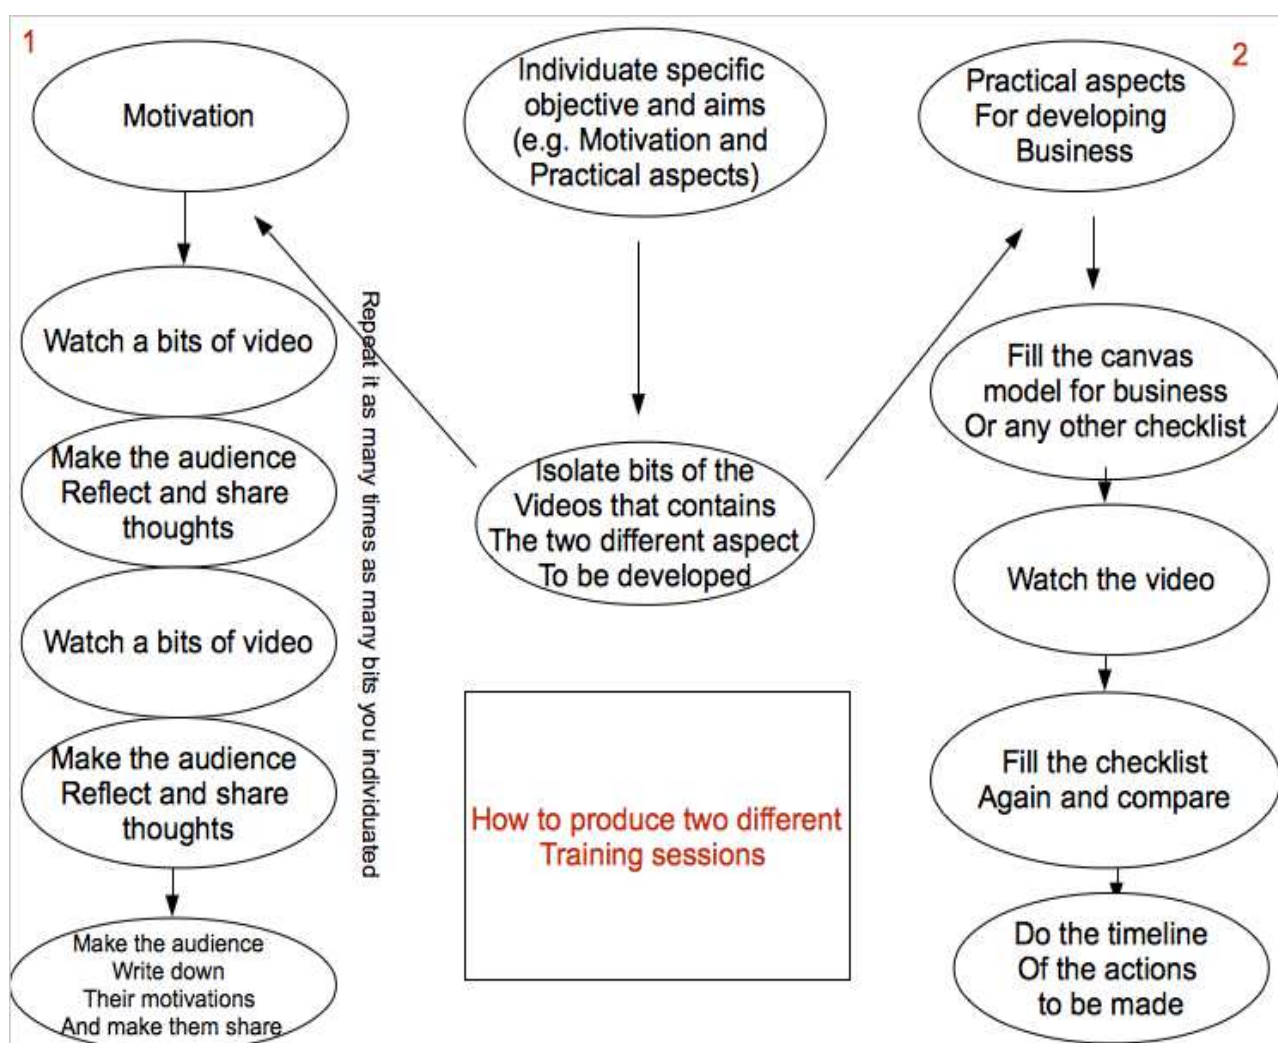 1
Motivation
Watch a bits of video
Make the audience
Reflect and share
thoughts
Watch a bits of video
Make the audience
Reflect and share
thoughts
Make the audience
Write down
Their motivations
And make them share
Repeat it as many times as many bits you individuated
Individuate specific
objective and aims
(e.g. Motivation and
Practical aspects)
Isolate bits of the
Videos that contains
The two different aspect
To be developed
How to produce two different
Training sessions
2
Practical aspects
For developing
Business
Fill the canvas
model for business
Or any other checklist
Watch the video
Fill the checklist
Again and compare
Do the timeline
Of the actions
to be made